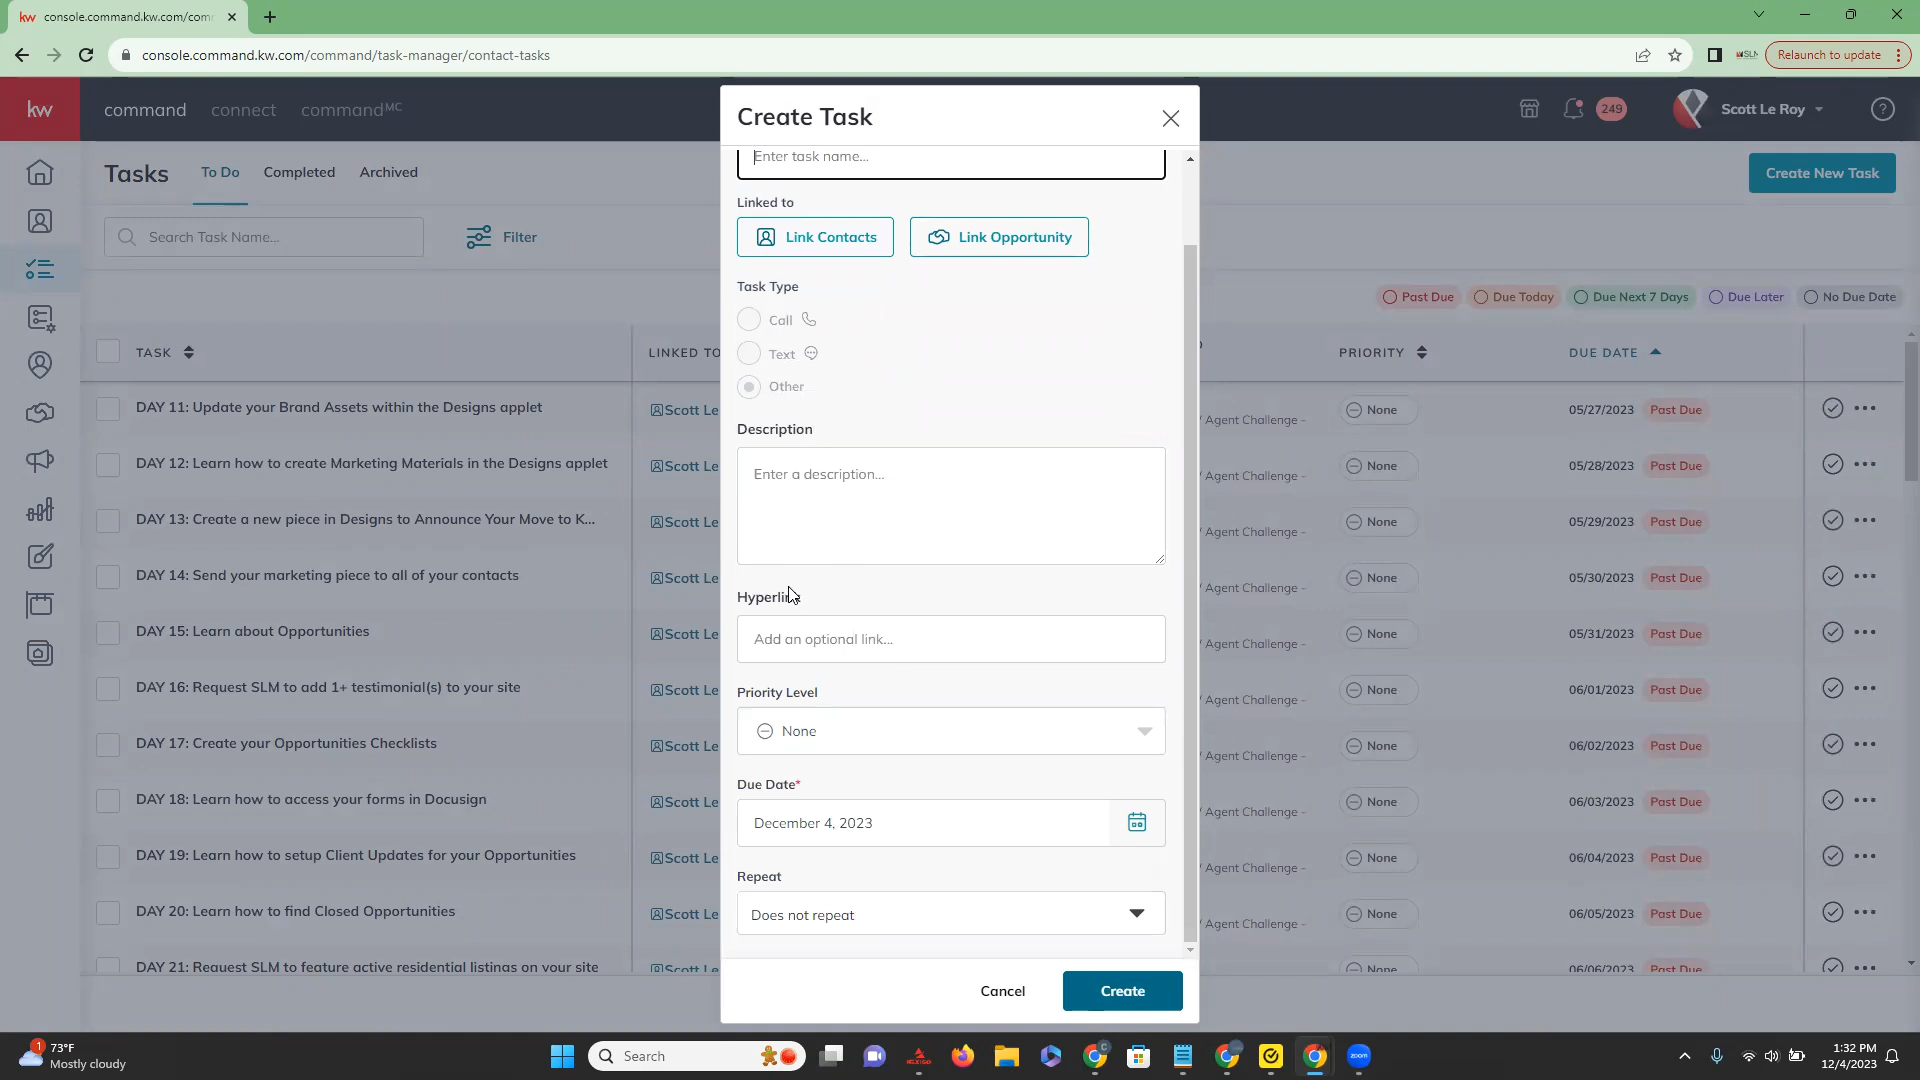 kw console.command.kw.com/com
console.command.kw.com/command/task-manager/contact-tasks
Relaunch to update
kw command connect commandMC
249 Scott Le Roy
Tasks To Do Completed Archived
Create New Task
Search Task Name...
Filter
Past Due Due Today Due Next 7 Days Due Later No Due Date
TASK LINKED TO PRIORITY DUE DATE
DAY 11: Update your Brand Assets within the Designs applet Scott Le Agent Challenge - None 05/27/2023 Past Due
DAY 12: Learn how to create Marketing Materials in the Designs applet Scott Le Agent Challenge - None 05/28/2023 Past Due
DAY 13: Create a new piece in Designs to Announce Your Move to K... Scott Le Agent Challenge - None 05/29/2023 Past Due
DAY 14: Send your marketing piece to all of your contacts Scott Le Agent Challenge - None 05/30/2023 Past Due
DAY 15: Learn about Opportunities Scott Le Agent Challenge - None 05/31/2023 Past Due
DAY 16: Request SLM to add 1+ testimonial(s) to your site Scott Le Agent Challenge - None 06/01/2023 Past Due
DAY 17: Create your Opportunities Checklists Scott Le Agent Challenge - None 06/02/2023 Past Due
DAY 18: Learn how to access your forms in Docusign Scott Le Agent Challenge - None 06/03/2023 Past Due
DAY 19: Learn how to setup Client Updates for your Opportunities Scott Le Agent Challenge - None 06/04/2023 Past Due
DAY 20: Learn how to find Closed Opportunities Scott Le Agent Challenge - None 06/05/2023 Past Due
DAY 21: Request SLM to feature active residential listings on your site Scott Le None 06/06/2023 Past Due
Create Task
Enter task name...
Linked to
Link Contacts Link Opportunity
Task Type
Call
Text
Other
Description
Enter a description...
Hyperlink
Add an optional link...
Priority Level
None
Due Date*
December 4, 2023
Repeat
Does not repeat
Cancel Create
1 73°F
Mostly cloudy
Search
zoom
1:32 PM
12/4/2023